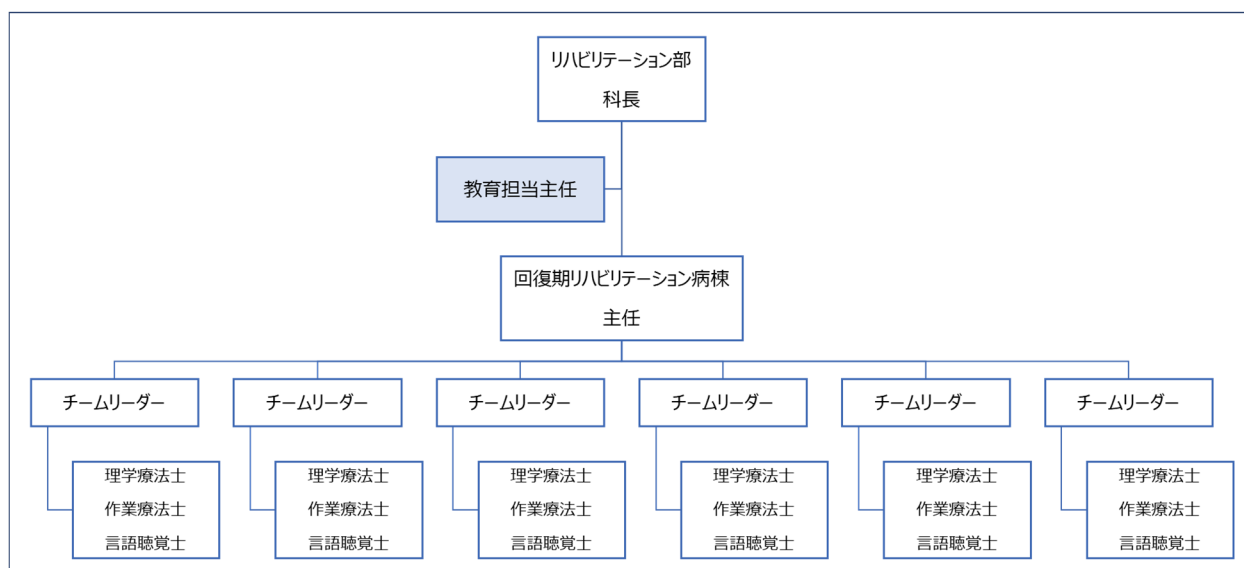 リハビリテーション部
科長
教育担当主任
回復期リハビリテーション病棟
主任
チームリーダー
チームリーダー
チームリーダー
チームリーダー
チームリーダー
チームリーダー
理学療法士
作業療法士
言語聴覚士
理学療法士
作業療法士
言語聴覚士
理学療法士
作業療法士
言語聴覚士
理学療法士
作業療法士
言語聴覚士
理学療法士
作業療法士
言語聴覚士
理学療法士
作業療法士
言語聴覚士